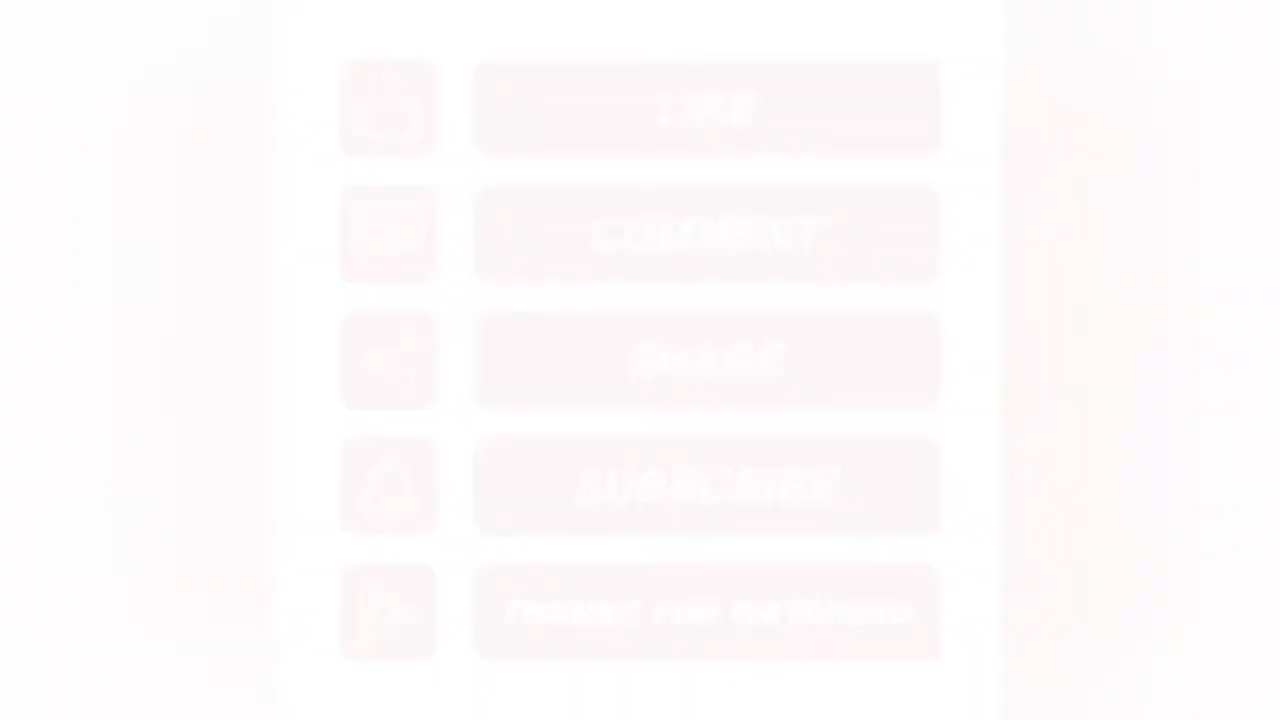 LIKE
COMMENT
SHARE
SUBSCRIBE
THANKS FOR WATCHING